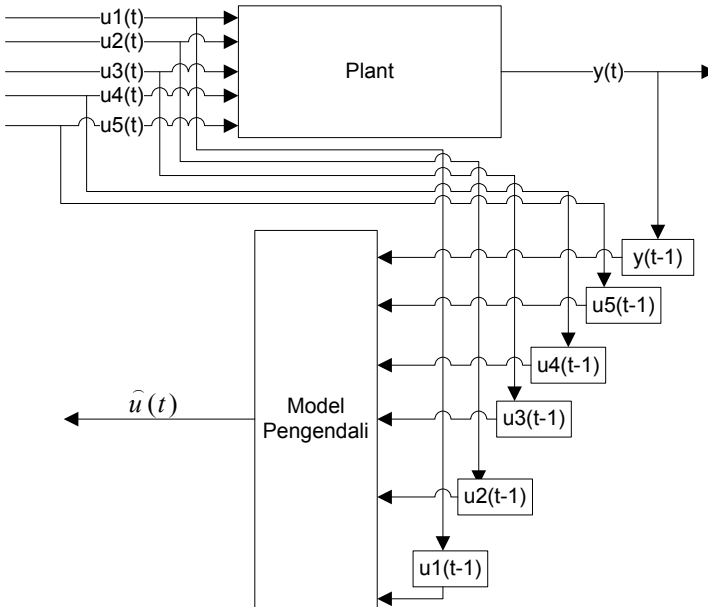 u1(t)
u2(t)
u3(t)
u4(t)
u5(t)
Plant
y(t)
y(t-1)
u5(t-1)
u4(t-1)
u3(t-1)
u2(t-1)
u1(t-1)
Model
Pengendali
û(t)